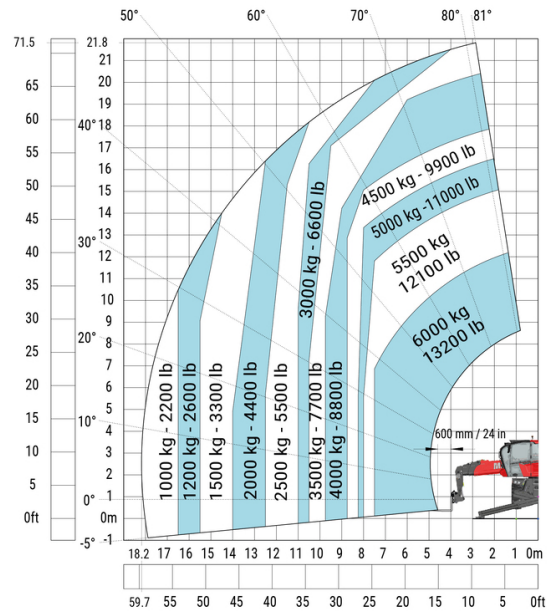 50°
60°
70°
80°
81°
71.5
65
60
55
50
45
40
35
30
25
20
15
10
5
0ft
21.8
21
20
19
18
17
16
15
14
13
12
11
10
9
8
7
6
5
4
3
2
1
0m
-1
40°
30°
20°
10°
0°
-5°
4500 kg - 9900 lb
5000 kg -11000 lb
5500 kg
12100 lb
6000 kg
13200 lb
3000 kg - 6600 lb
1000 kg - 2200 lb
1200 kg - 2600 lb
1500 kg - 3300 lb
2000 kg - 4400 lb
2500 kg - 5500 lb
3500 kg - 7700 lb
4000 kg - 8800 lb
600 mm / 24 in
18.2 17 16 15 14 13 12 11 10 9 8 7 6 5 4 3 2 1 0m
59.7 55 50 45 40 35 30 25 20 15 10 5 0ft